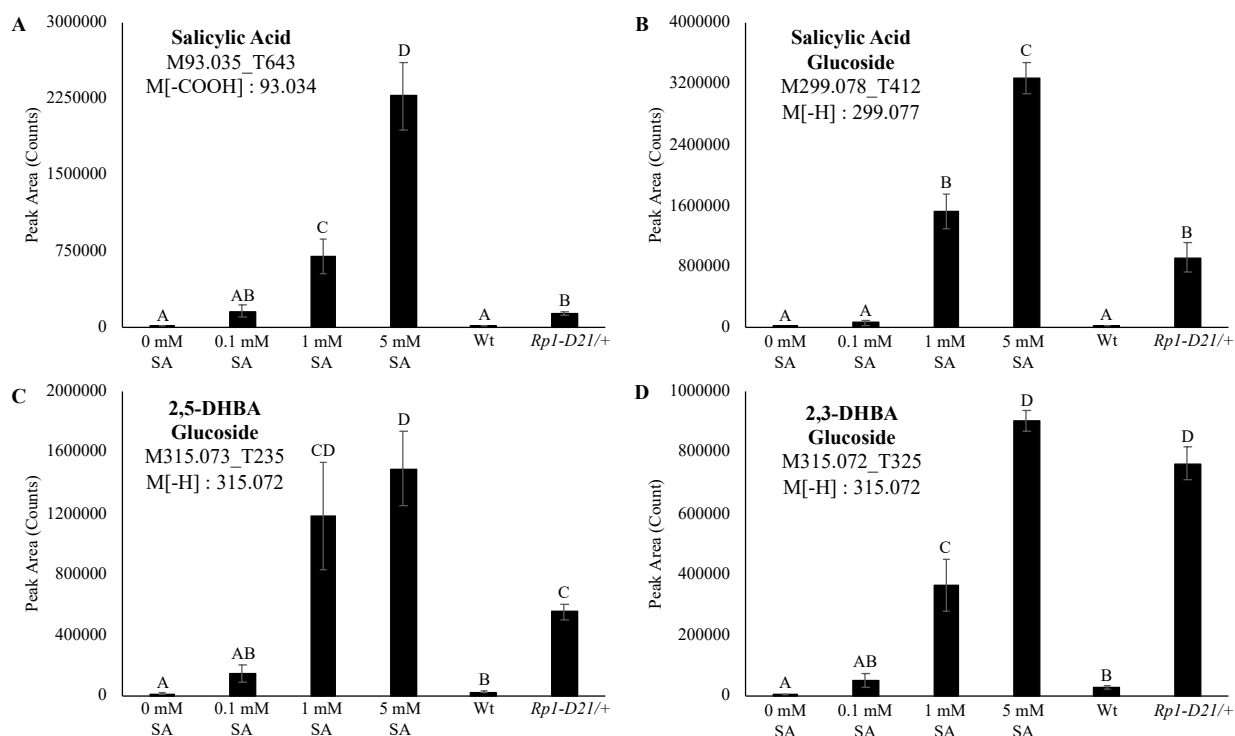 A
Salicylic Acid
M93.035_T643
M[-COOH] : 93.034
Peak Area (Counts)
3000000
2250000
1500000
750000
0
A
AB
C
D
A
B
0 mM SA
0.1 mM SA
1 mM SA
5 mM SA
Wt
Rp1-D21/+
B
Salicylic Acid
Glucoside
M299.078_T412
M[-H] : 299.077
Peak Area (Counts)
4000000
3200000
2400000
1600000
800000
0
A
A
B
C
A
B
0 mM SA
0.1 mM SA
1 mM SA
5 mM SA
Wt
Rp1-D21/+
C
2,5-DHBA
Glucoside
M315.073_T235
M[-H] : 315.072
Peak Area (Counts)
2000000
1600000
1200000
800000
400000
0
A
AB
CD
D
B
C
0 mM SA
0.1 mM SA
1 mM SA
5 mM SA
Wt
Rp1-D21/+
D
2,3-DHBA
Glucoside
M315.072_T325
M[-H] : 315.072
Peak Area (Count)
1000000
800000
600000
400000
200000
0
A
AB
C
D
B
D
0 mM SA
0.1 mM SA
1 mM SA
5 mM SA
Wt
Rp1-D21/+